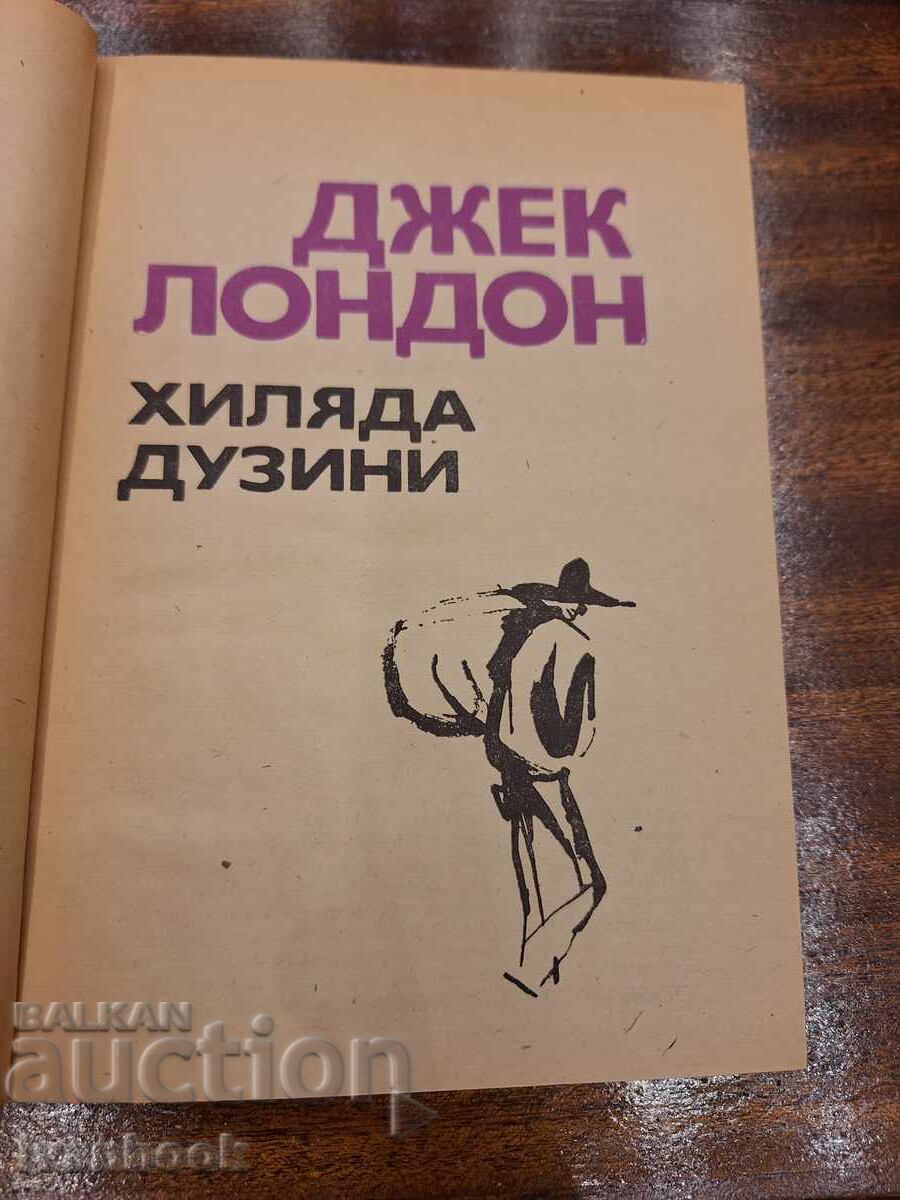 ДЖЕК
ЛОНДОН
ХИЛЯДА
ДУЗИНИ
BALKAN
auction